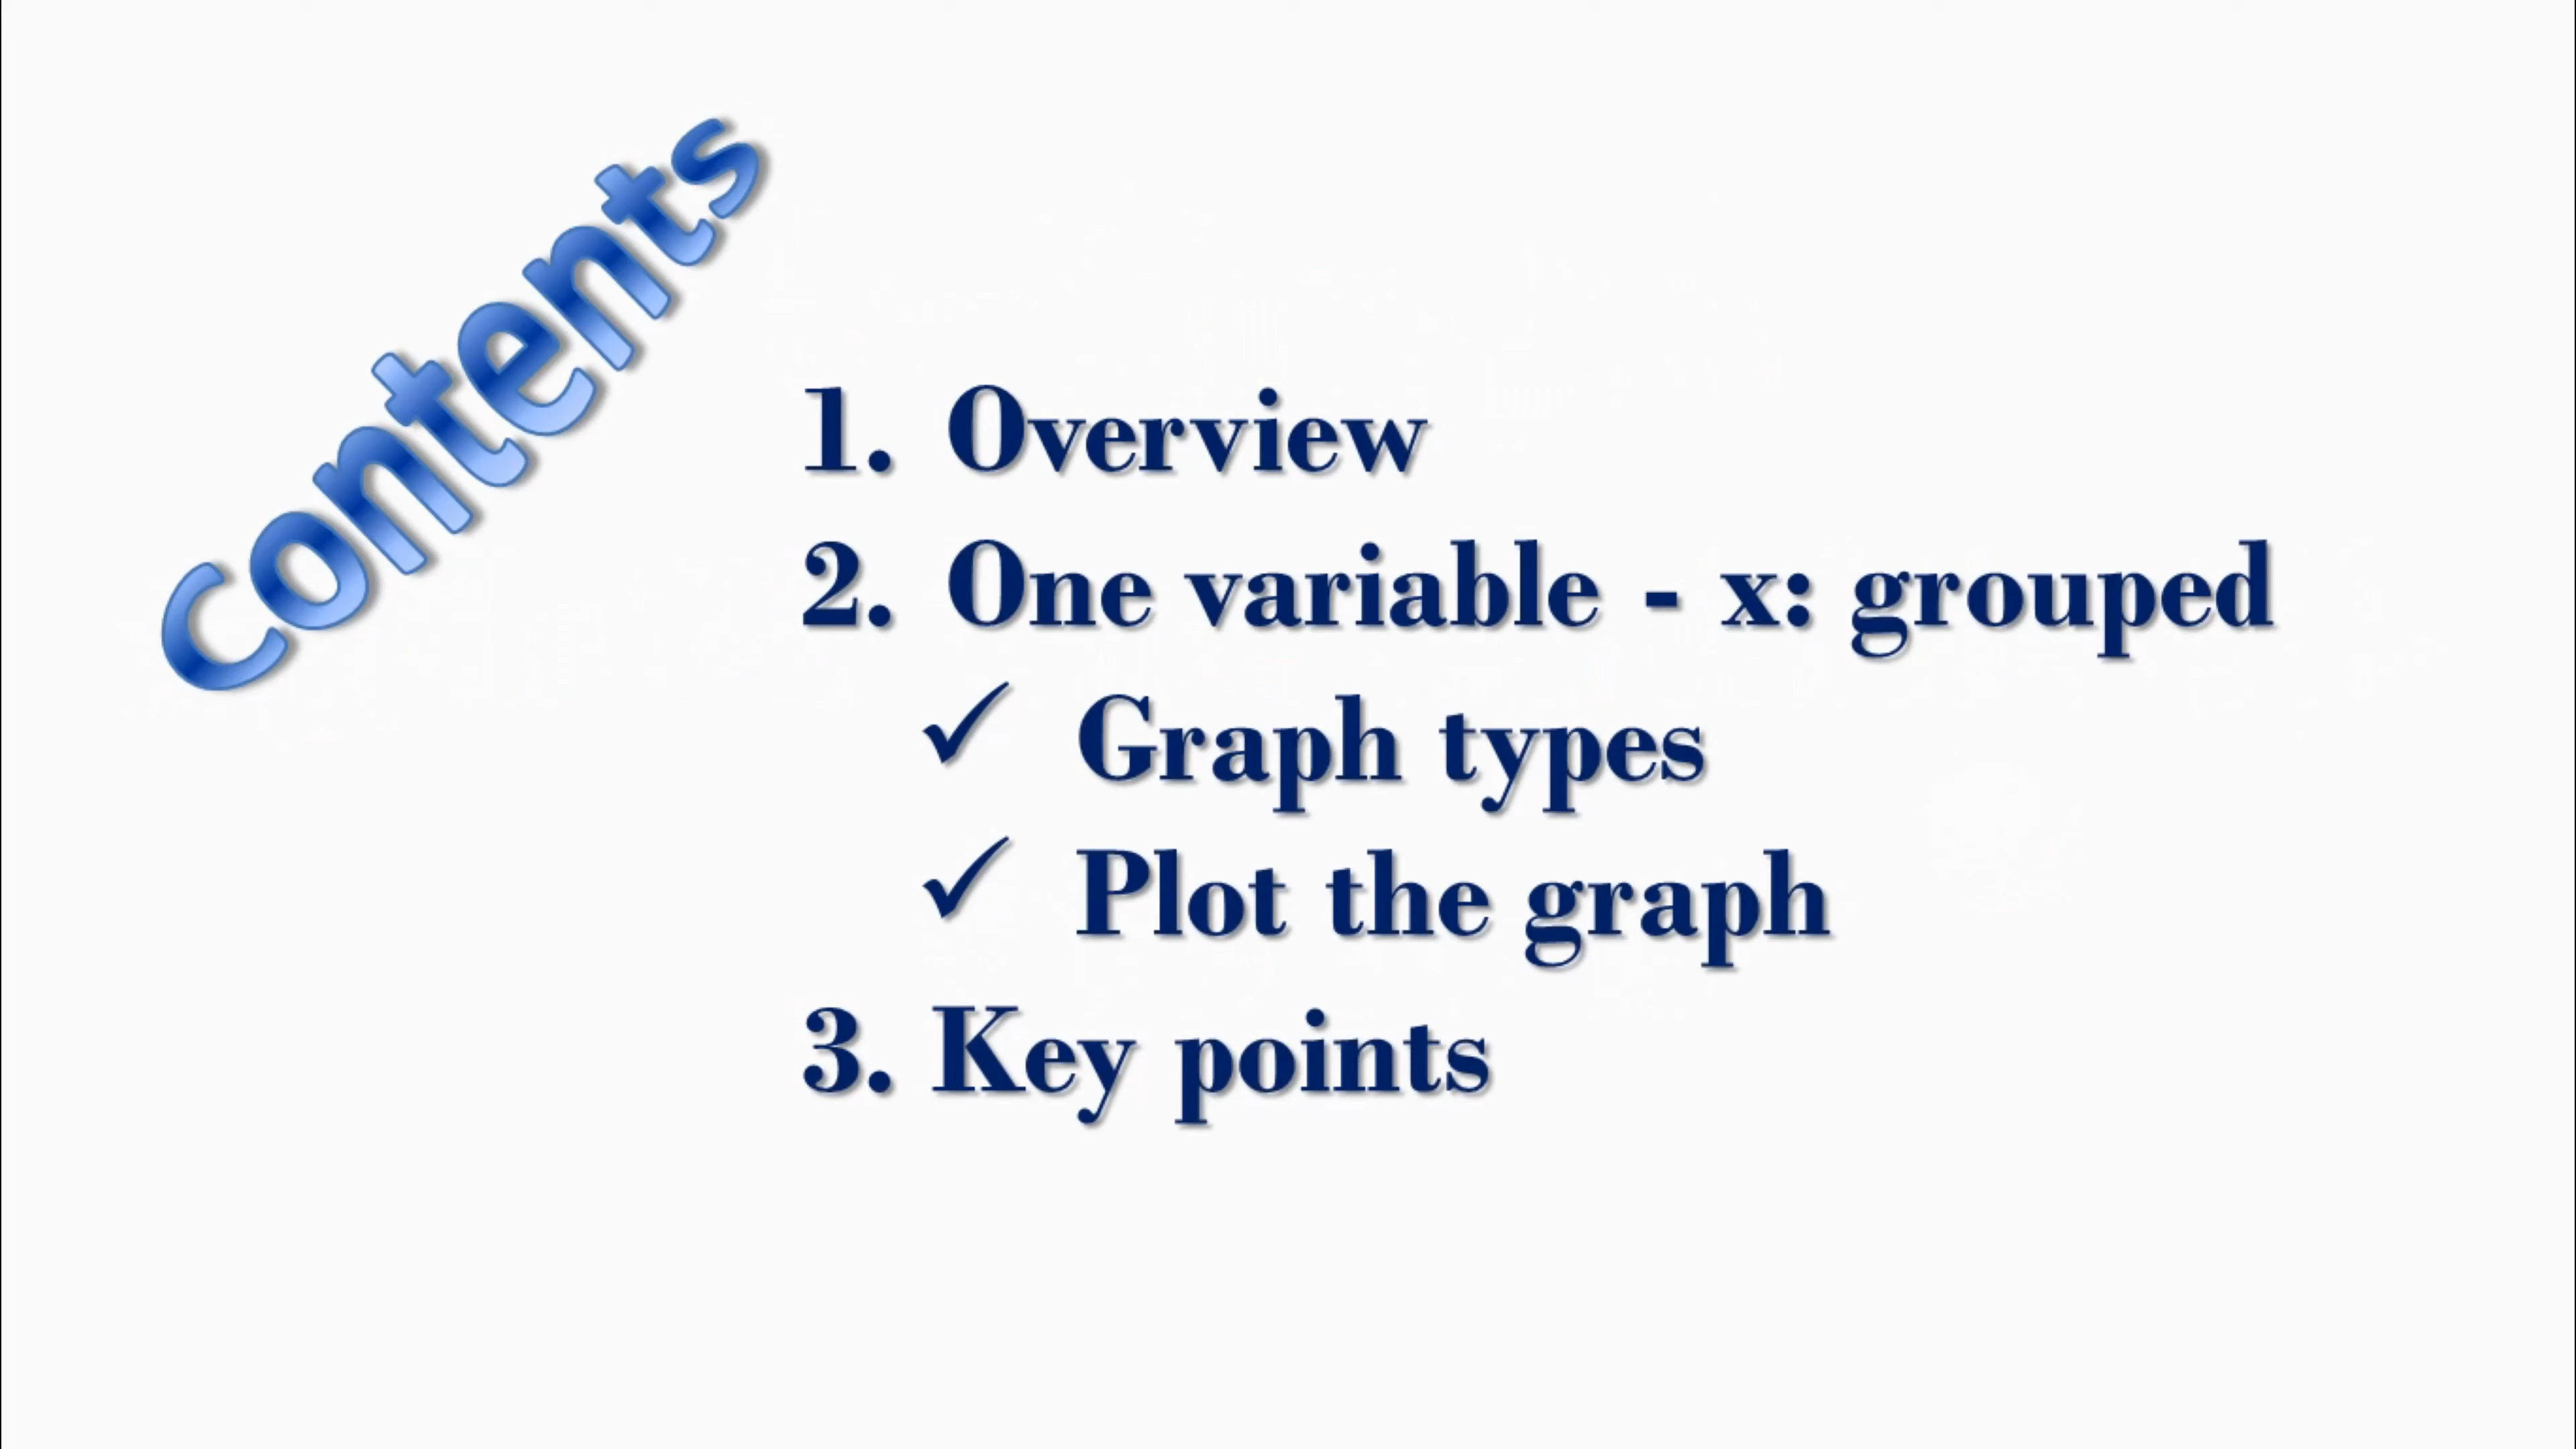 Contents
1. Overview
2. One variable - x: grouped
✓ Graph types
✓ Plot the graph
3. Key points